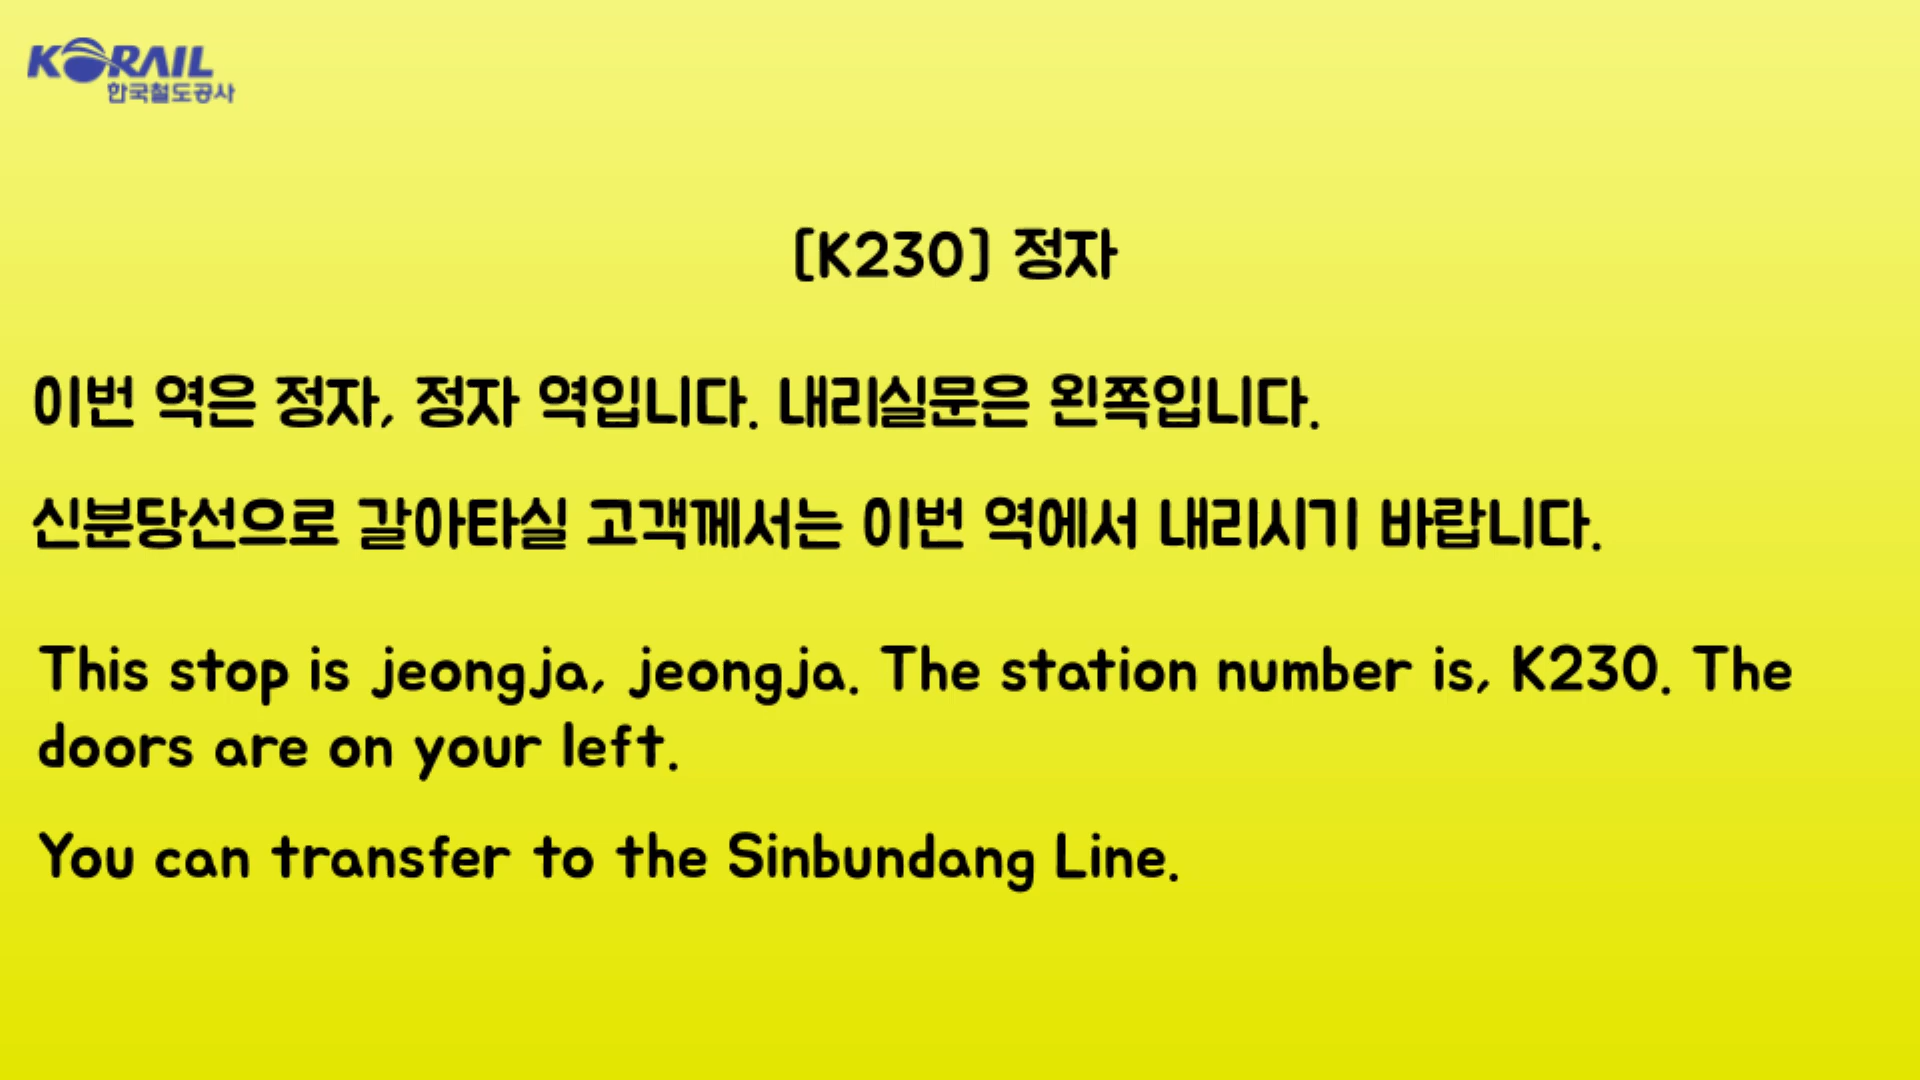 KORAIL
한국철도공사
[K230] 정자
이번 역은 정자, 정자 역입니다. 내리실문은 왼쪽입니다.
신분당선으로 갈아타실 고객께서는 이번 역에서 내리시기 바랍니다.
This stop is jeongja, jeongja. The station number is, K230. The
doors are on your left.
You can transfer to the Sinbundang Line.